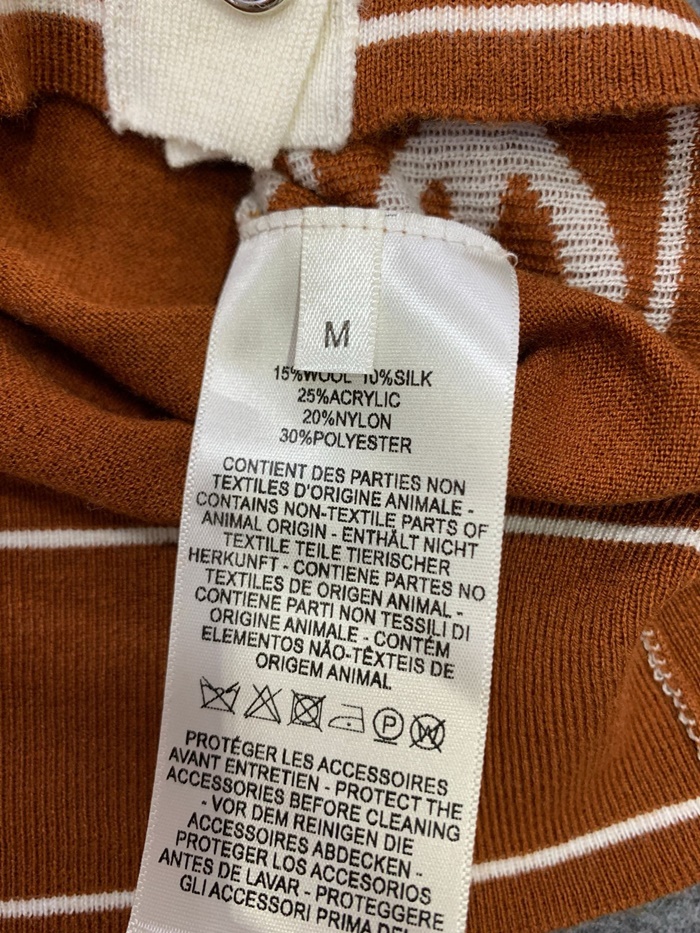 M
15%WOOL 10%SILK
25%ACRYLIC
20%NYLON
30%POLYESTER
CONTIENT DES PARTIES NON
TEXTILES D'ORIGINE ANIMALE -
CONTAINS NON-TEXTILE PARTS OF
ANIMAL ORIGIN - ENTHÄLT NICHT
TEXTILE TEILE TIERISCHER
HERKUNFT - CONTIENE PARTES NO
TEXTILES DE ORIGEN ANIMAL -
CONTIENE PARTI NON TESSILI DI
ORIGINE ANIMALE - CONTÉM
ELEMENTOS NÃO-TÊXTEIS DE
ORIGEM ANIMAL
P W
PROTÉGER LES ACCESSOIRES
AVANT ENTRETIEN - PROTECT THE
ACCESSORIES BEFORE CLEANING
- VOR DEM REINIGEN DIE
ACCESSOIRES ABDECKEN -
PROTEGER LOS ACCESORIOS
ANTES DE LAVAR - PROTEGGERE
GLI ACCESSORI PRIMA DEL